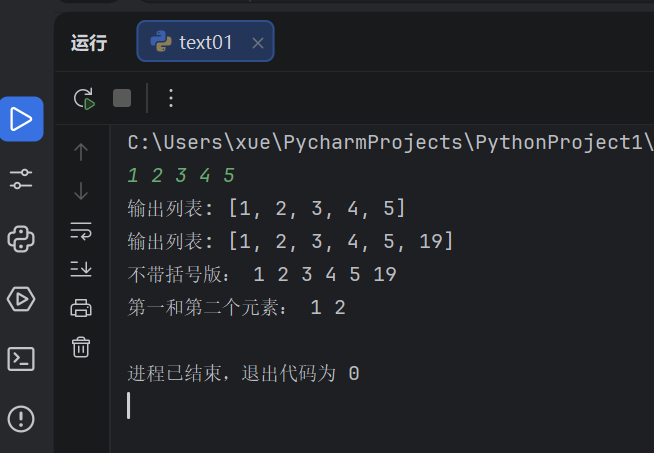 运行 text01
C:\Users\xue\PycharmProjects\PythonProject1\
1 2 3 4 5
输出列表: [1, 2, 3, 4, 5]
输出列表: [1, 2, 3, 4, 5, 19]
不带括号版: 1 2 3 4 5 19
第一和第二个元素: 1 2
进程已结束，退出代码为 0